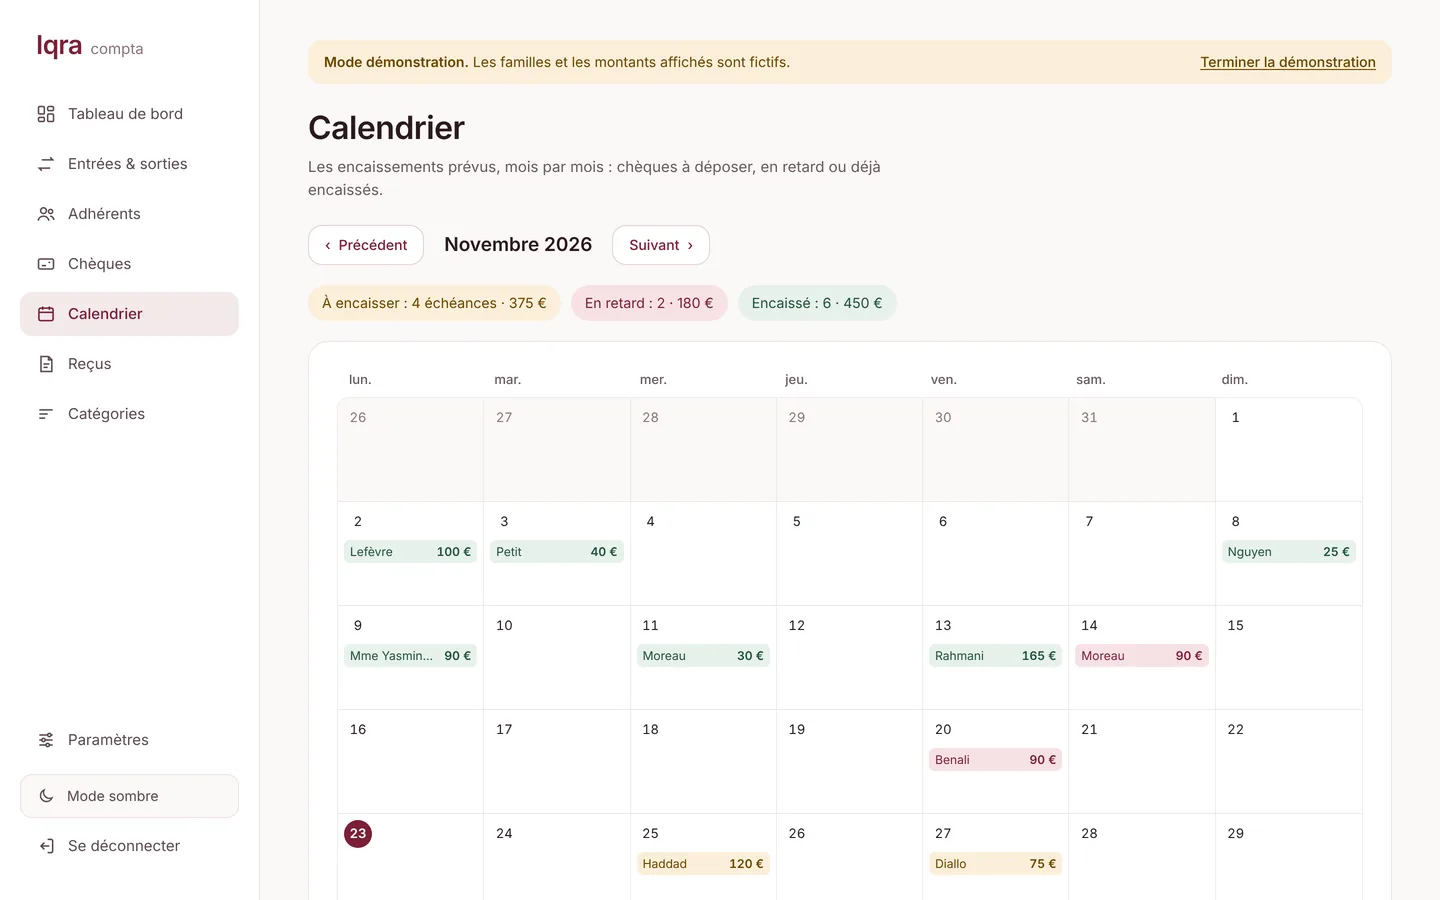 Iqra compta
Tableau de bord
Entrées & sorties
Adhérents
Chèques
Calendrier
Reçus
Catégories
Paramètres
Mode sombre
Se déconnecter
Mode démonstration. Les familles et les montants affichés sont fictifs.
Terminer la démonstration
Calendrier
Les encaissements prévus, mois par mois : chèques à déposer, en retard ou déjà
encaissés.
‹ Précédent
Novembre 2026
Suivant ›
À encaisser : 4 échéances · 375 €
En retard : 2 · 180 €
Encaissé : 6 · 450 €
lun. mar. mer. jeu. ven. sam. dim.
26 27 28 29 30 31 1
2 3 4 5 6 7 8
Lefèvre 100 € Petit 40 € Nguyen 25 €
9 10 11 12 13 14 15
Mme Yasmin... 90 € Moreau 30 € Rahmani 165 € Moreau 90 €
16 17 18 19 20 21 22
Benali 90 €
23 24 25 26 27 28 29
Haddad 120 € Diallo 75 €